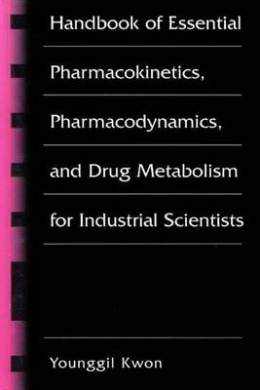 Handbook of Essential
Pharmacokinetics,
Pharmacodynamics,
and Drug Metabolism
for Industrial Scientists
Younggil Kwon